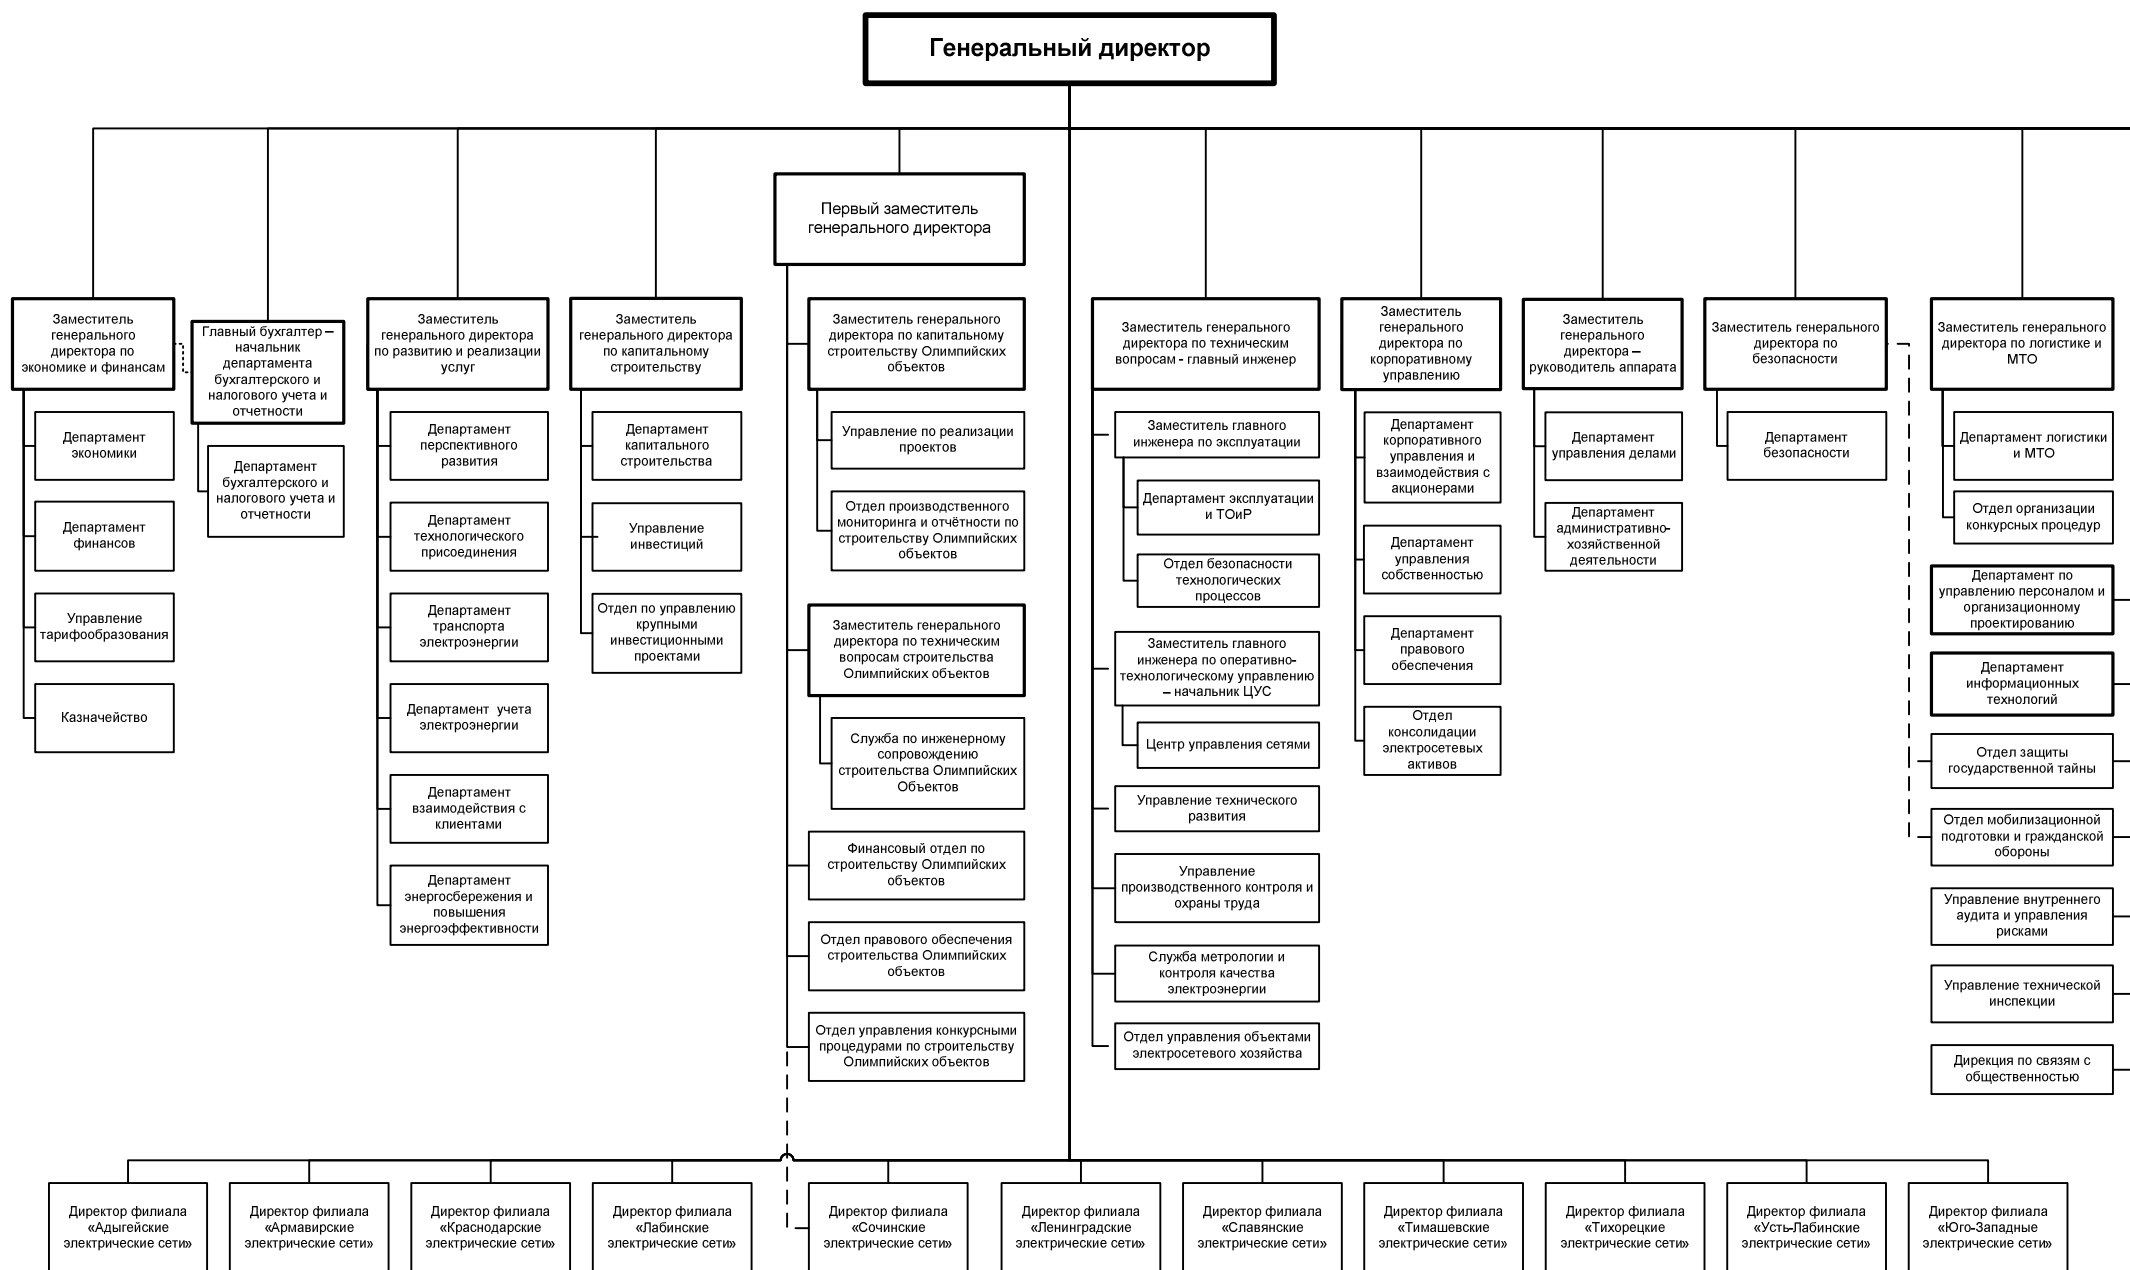 Генеральный директор
Первый заместитель
генерального директора
Заместитель
генерального
директора по
экономике и финансам
Департамент
экономики
Департамент
финансов
Управление
тарифообразования
Казначейство
Главный бухгалтер –
начальник
департамента
бухгалтерского и
налогового учета и
отчетности
Департамент
бухгалтерского и
налогового учета и
отчетности
Заместитель
генерального директора
по развитию и реализации
услуг
Департамент
перспективного
развития
Департамент
технологического
присоединения
Департамент
транспорта
электроэнергии
Департамент учета
электроэнергии
Департамент
взаимодействия с
клиентами
Департамент
энергосбережения и
повышения
энергоэффективности
Заместитель
генерального директора
по капитальному
строительству
Департамент
капитального
строительства
Управление
инвестиций
Отдел по управлению
крупными
инвестиционными
проектами
Заместитель генерального
директора по капитальному
строительству Олимпийских
объектов
Управление по реализации
проектов
Отдел производственного
мониторинга и отчётности по
строительству Олимпийских
объектов
Заместитель генерального
директора по техническим
вопросам строительства
Олимпийских объектов
Служба по инженерному
сопровождению
строительства Олимпийских
Объектов
Финансовый отдел по
строительству Олимпийских
объектов
Отдел правового обеспечения
строительства Олимпийских
объектов
Отдел управления конкурсными
процедурами по строительству
Олимпийских объектов
Заместитель генерального
директора по техническим
вопросам - главный инженер
Заместитель главного
инженера по эксплуатации
Департамент эксплуатации
и ТОиР
Отдел безопасности
технологических
процессов
Заместитель главного
инженера по оперативно-
технологическому управлению
– начальник ЦУС
Центр управления сетями
Управление технического
развития
Управление
производственного контроля и
охраны труда
Служба метрологии и
контроля качества
электроэнергии
Отдел управления объектами
электросетевого хозяйства
Заместитель
генерального
директора по
корпоративному
управлению
Департамент
корпоративного
управления и
взаимодействия с
акционерами
Департамент
управления
собственностью
Департамент
правового
обеспечения
Отдел
консолидации
электросетевых
активов
Заместитель
генерального
директора –
руководитель аппарата
Департамент
управления делами
Департамент
административно-
хозяйственной
деятельности
Заместитель генерального
директора по
безопасности
Департамент
безопасности
Заместитель генерального
директора по логистике и
МТО
Департамент логистики
и МТО
Отдел организации
конкурсных процедур
Департамент по
управлению персоналом и
организационному
проектированию
Департамент
информационных
технологий
Отдел защиты
государственной тайны
Отдел мобилизационной
подготовки и гражданской
обороны
Управление внутреннего
аудита и управления
рисками
Управление технической
инспекции
Дирекция по связям с
общественностью
Директор филиала
«Адыгейские
электрические сети»
Директор филиала
«Армавирские
электрические сети»
Директор филиала
«Краснодарские
электрические сети»
Директор филиала
«Лабинские
электрические сети»
Директор филиала
«Сочинские
электрические сети»
Директор филиала
«Ленинградские
электрические сети»
Директор филиала
«Славянские
электрические сети»
Директор филиала
«Тимашевские
электрические сети»
Директор филиала
«Тихорецкие
электрические сети»
Директор филиала
«Усть-Лабинские
электрические сети»
Директор филиала
«Юго-Западные
электрические сети»